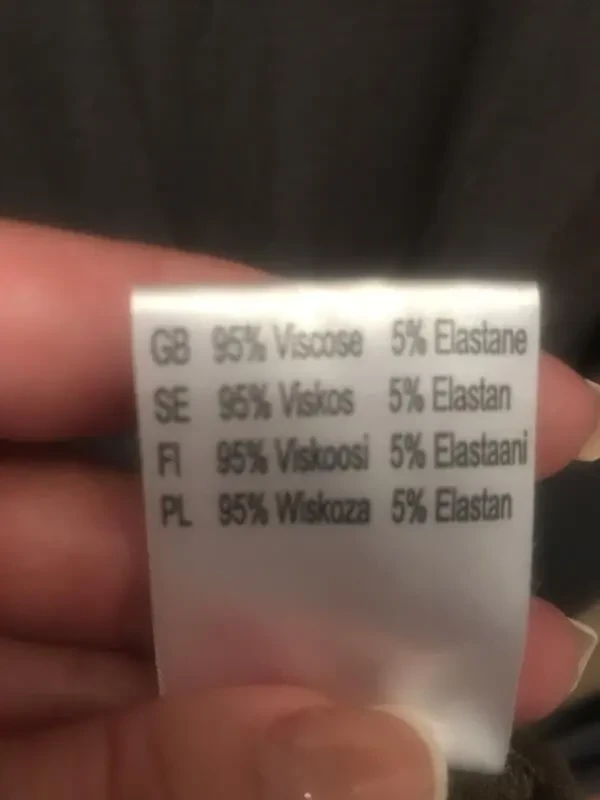 GB 95% Viscose 5% Elastane
SE 95% Viskos 5% Elastan
FI 95% Viskoosi 5% Elastaani
PL 95% Wiskoza 5% Elastan